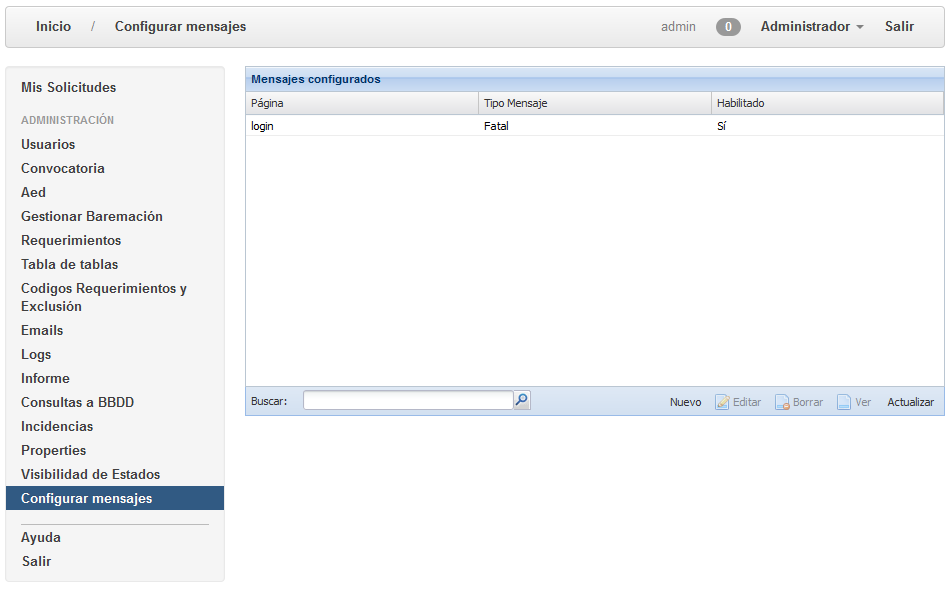 Inicio / Configurar mensajes admin 0 Administrador Salir
Mis Solicitudes
ADMINISTRACIÓN
Usuarios
Convocatoria
Aed
Gestionar Baremación
Requerimientos
Tabla de tablas
Codigos Requerimientos y
Exclusión
Emails
Logs
Informe
Consultas a BBDD
Incidencias
Properties
Visibilidad de Estados
Configurar mensajes
Ayuda
Salir
Mensajes configurados
Página Tipo Mensaje Habilitado
login Fatal Sí
Buscar: Nuevo Editar Borrar Ver Actualizar